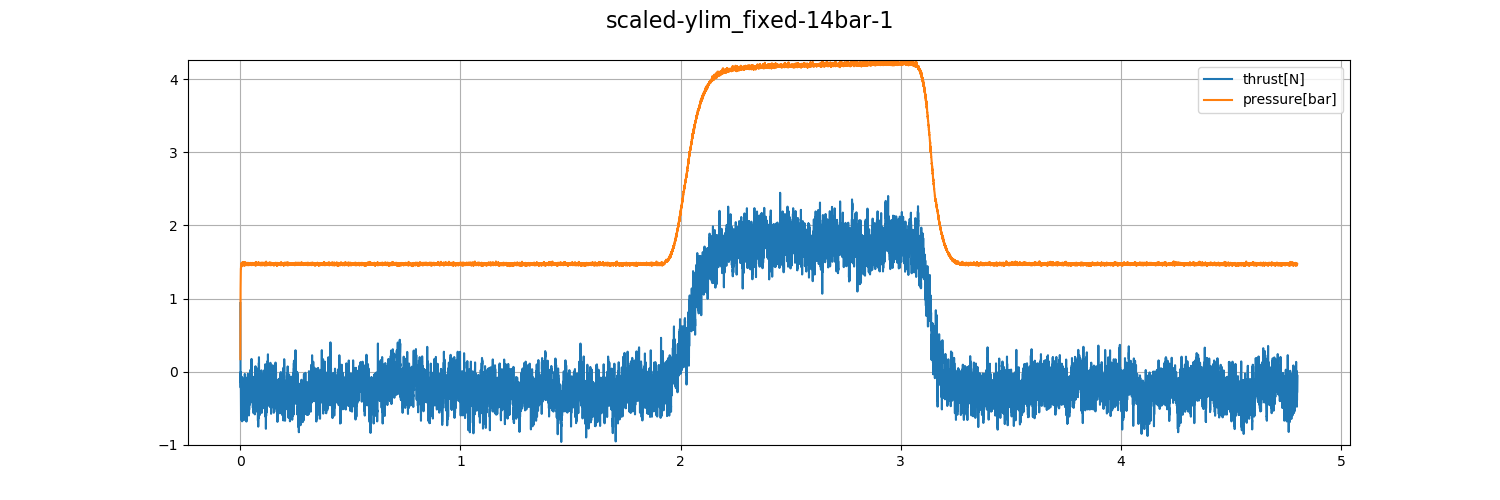 scaled-ylim_fixed-14bar-1
thrust[N]
pressure[bar]
4
3
2
1
0
−1
0 1 2 3 4 5